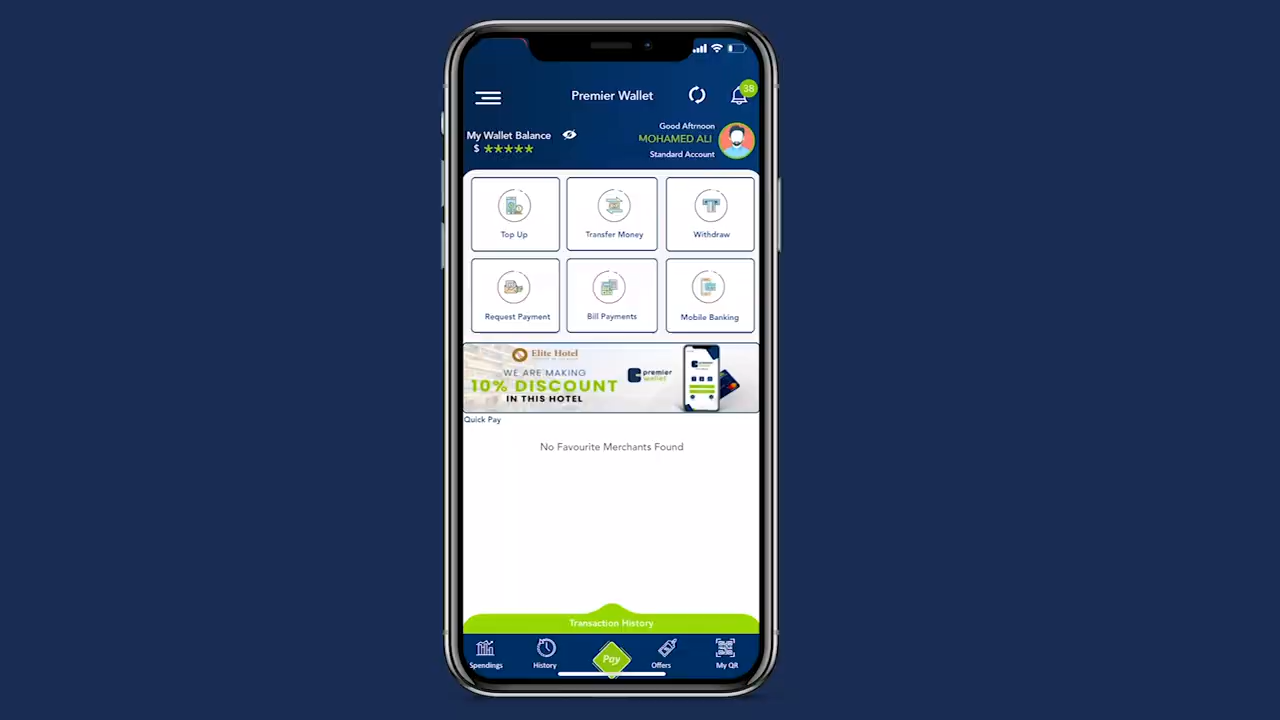 Premier Wallet
38
Good Aftrnoon
My Wallet Balance
MOHAMED ALI
$ *****
Standard Account
Top Up
Transfer Money
Withdraw
Request Payment
Bill Payments
Mobile Banking
Elite Hotel
WE ARE MAKING
10% DISCOUNT
IN THIS HOTEL
premier
wallet
Quick Pay
No Favourite Merchants Found
Transaction History
Spendings
History
Pay
Offers
My QR